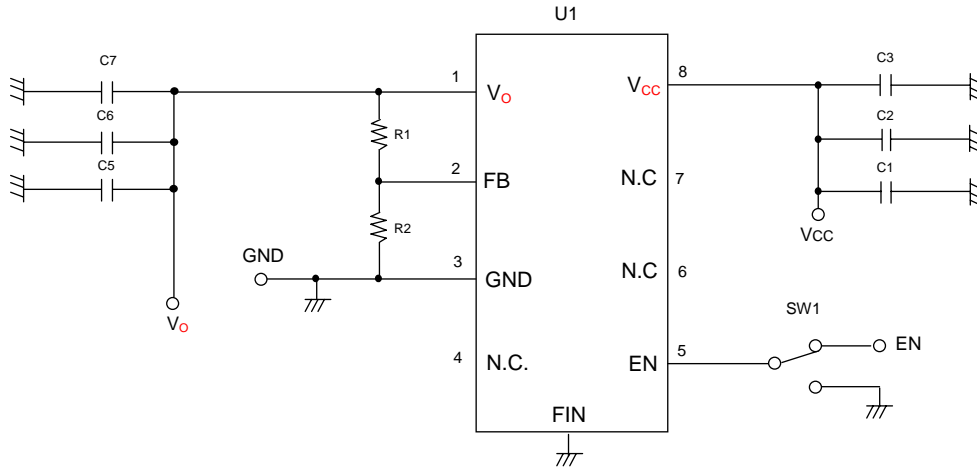 U1
C7
C6
C5
VO
R1
R2
GND
1
2
3
4
VO
FB
GND
N.C.
FIN
VCC
N.C
N.C
EN
8
7
6
5
C3
C2
C1
VCC
SW1
EN